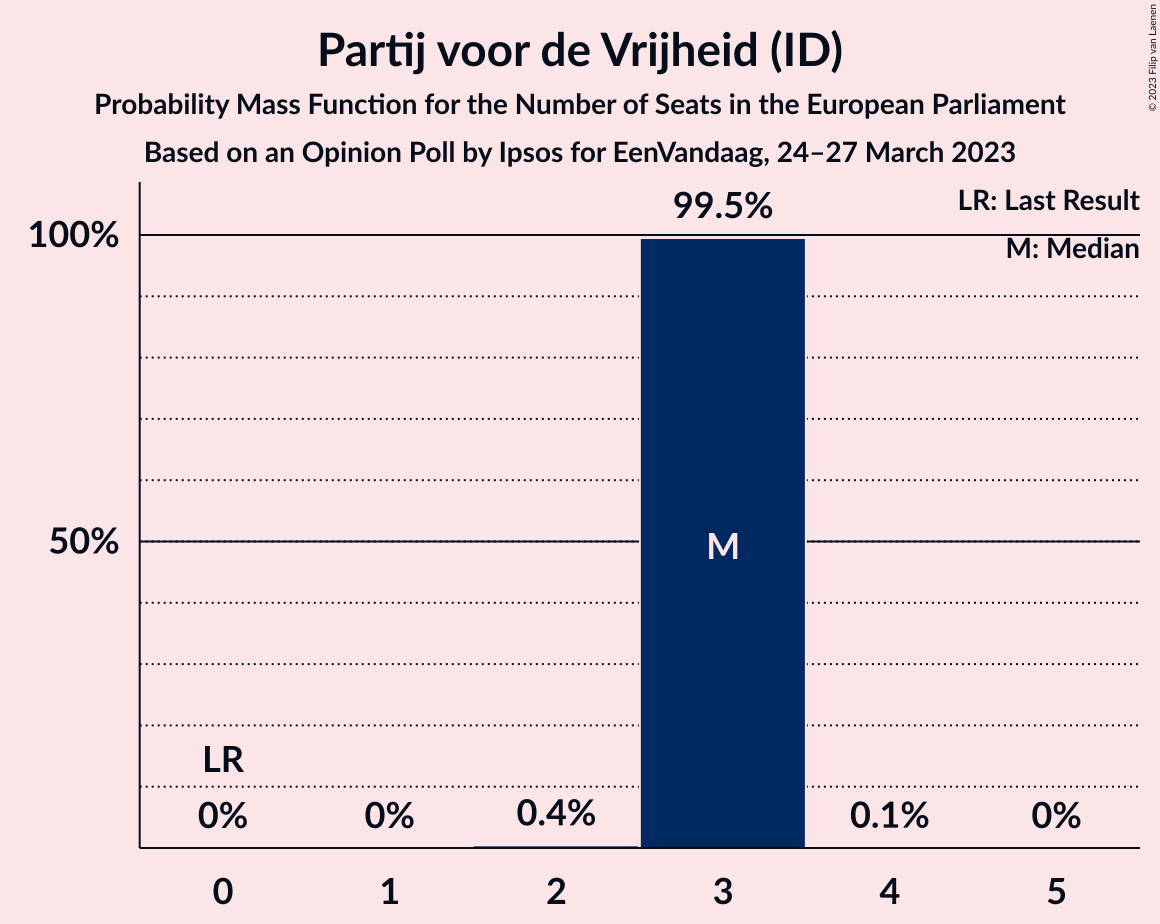 Partij voor de Vrijheid (ID)
Probability Mass Function for the Number of Seats in the European Parliament
Based on an Opinion Poll by Ipsos for EenVandaag, 24–27 March 2023
© 2023 Filip van Laenen
LR: Last Result
M: Median
99.5%
100%
50%
M
LR
0% 0% 0.4% 0.1% 0%
0 1 2 3 4 5